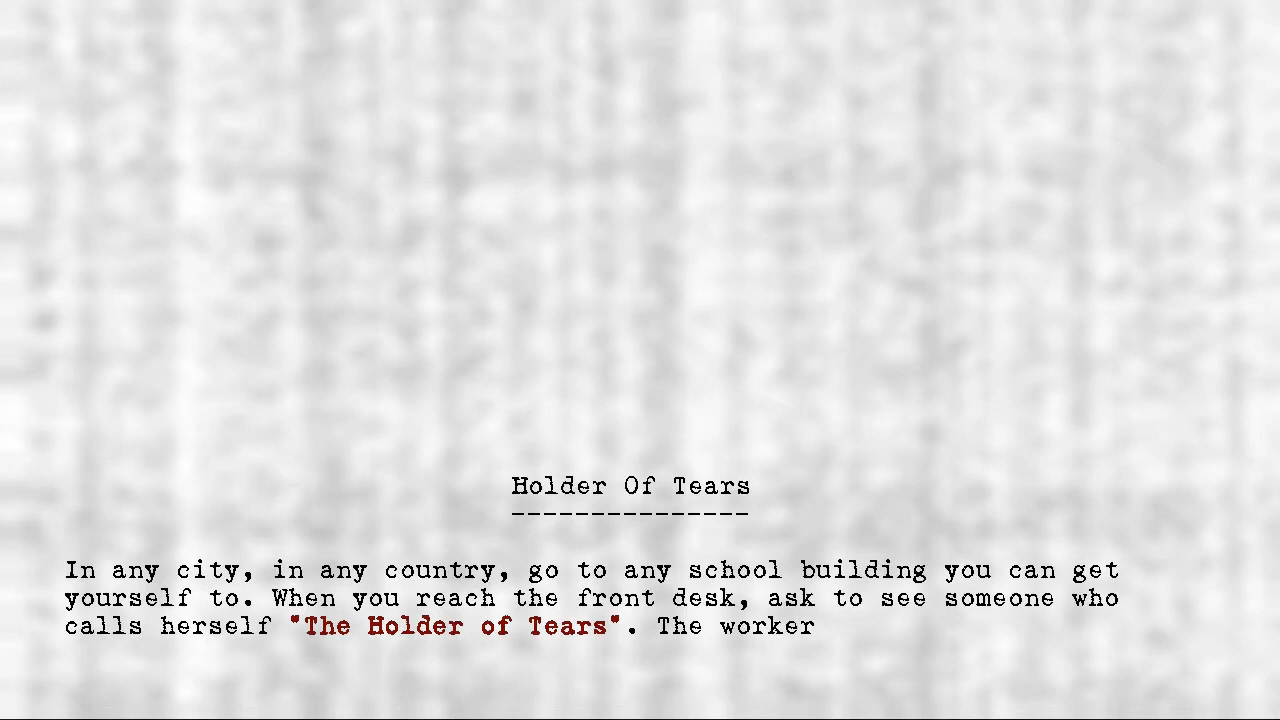 Holder Of Tears
---------------
In any city, in any country, go to any school building you can get
yourself to. When you reach the front desk, ask to see someone who
calls herself "The Holder of Tears". The worker